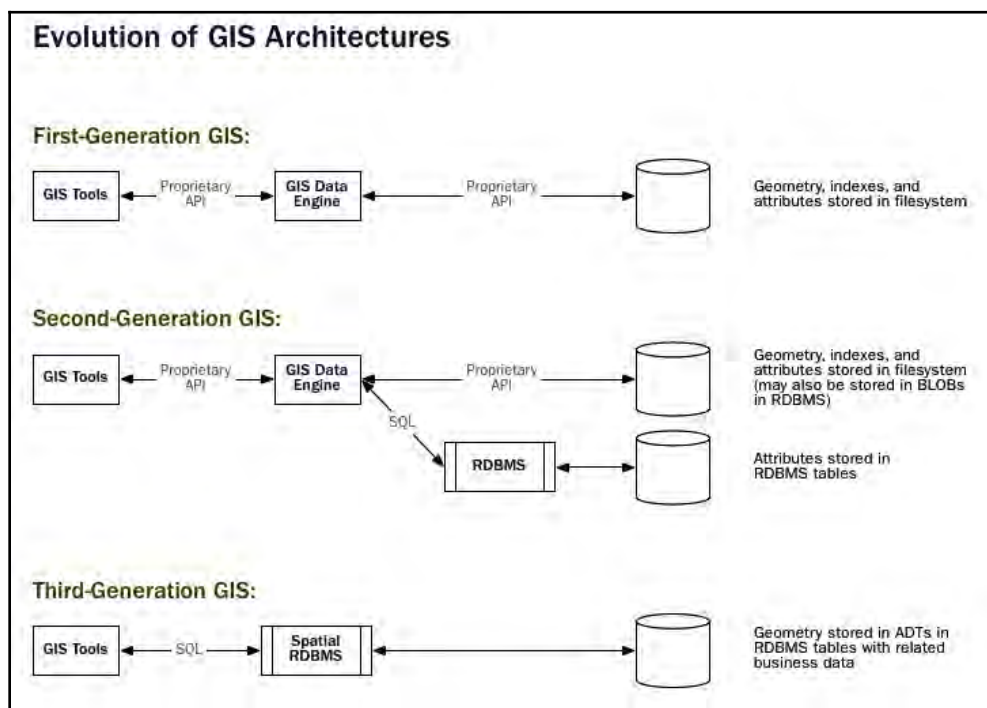 Evolution of GIS Architectures
First-Generation GIS:
GIS Tools
Proprietary
API
GIS Data
Engine
Proprietary
API
Geometry, indexes, and
attributes stored in filesystem
Second-Generation GIS:
GIS Tools
Proprietary
API
GIS Data
Engine
Proprietary
API
Geometry, indexes, and
attributes stored in filesystem
(may also be stored in BLOBs
in RDBMS)
SQL
RDBMS
Attributes stored in
RDBMS tables
Third-Generation GIS:
GIS Tools
SQL
Spatial
RDBMS
Geometry stored in ADTs in
RDBMS tables with related
business data